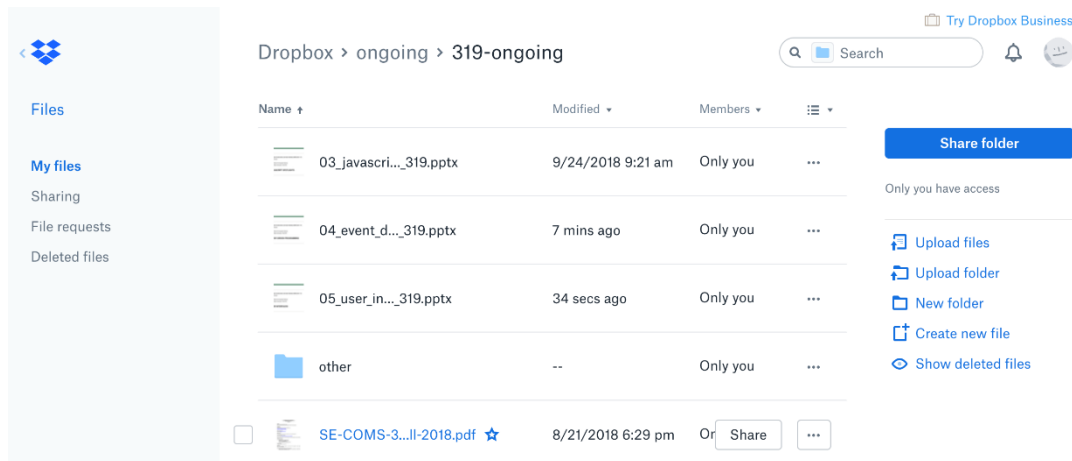 Try Dropbox Business
Dropbox › ongoing › 319-ongoing
Search
Files
My files
Sharing
File requests
Deleted files
Name Modified Members
03_javascri..._319.pptx 9/24/2018 9:21 am Only you ...
04_event_d..._319.pptx 7 mins ago Only you ...
05_user_in..._319.pptx 34 secs ago Only you ...
other -- Only you ...
SE-COMS-3...ll-2018.pdf 8/21/2018 6:29 pm Or Share ...
Share folder
Only you have access
Upload files
Upload folder
New folder
Create new file
Show deleted files